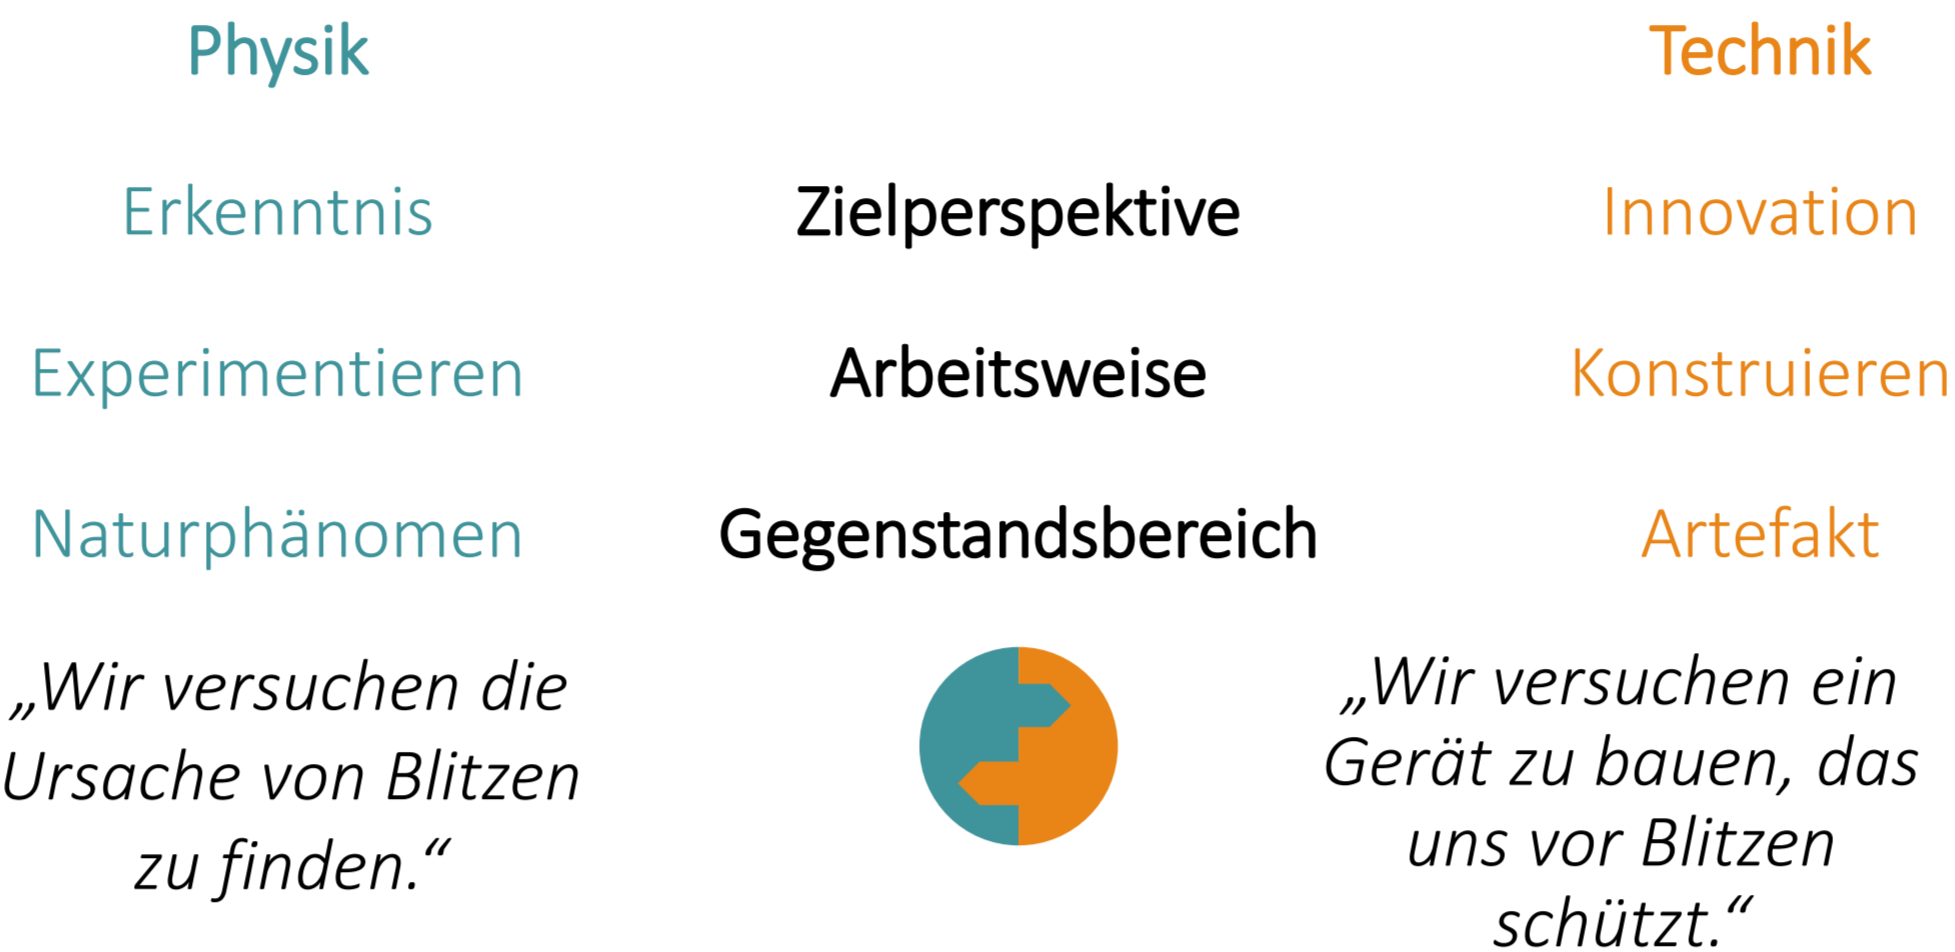 Physik
Technik
Erkenntnis
Zielperspektive
Innovation
Experimentieren
Arbeitsweise
Konstruieren
Naturphänomen
Gegenstandsbereich
Artefakt
„Wir versuchen die
Ursache von Blitzen
zu finden.“
„Wir versuchen ein
Gerät zu bauen, das
uns vor Blitzen
schützt.“